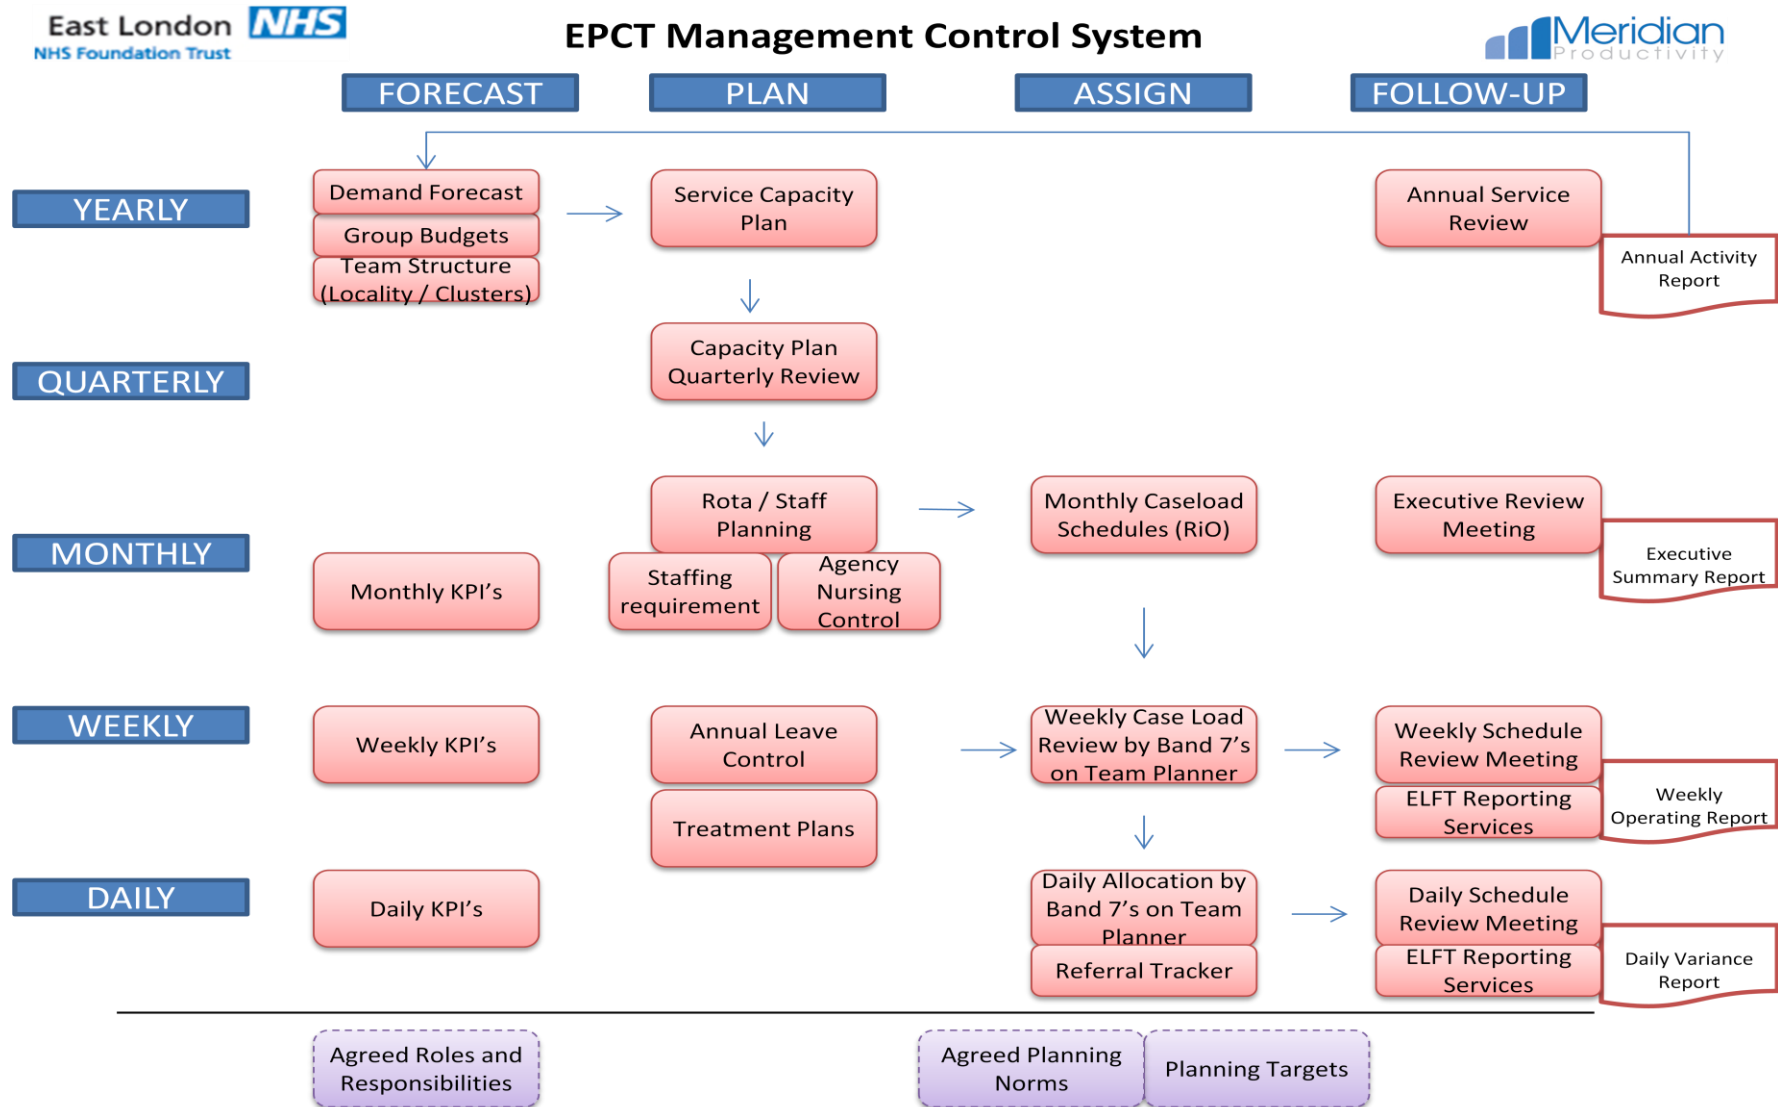 East London NHS
NHS Foundation Trust
EPCT Management Control System
Meridian
Productivity
FORECAST
PLAN
ASSIGN
FOLLOW-UP
YEARLY
Demand Forecast
Group Budgets
Team Structure
(Locality / Clusters)
Service Capacity
Plan
Annual Service
Review
Annual Activity
Report
QUARTERLY
Capacity Plan
Quarterly Review
MONTHLY
Monthly KPI’s
Rota / Staff
Planning
Staffing
requirement
Agency
Nursing
Control
Monthly Caseload
Schedules (RiO)
Executive Review
Meeting
Executive
Summary Report
WEEKLY
Weekly KPI’s
Annual Leave
Control
Treatment Plans
Weekly Case Load
Review by Band 7’s
on Team Planner
Weekly Schedule
Review Meeting
ELFT Reporting
Services
Weekly
Operating Report
DAILY
Daily KPI’s
Daily Allocation by
Band 7’s on Team
Planner
Referral Tracker
Daily Schedule
Review Meeting
ELFT Reporting
Services
Daily Variance
Report
Agreed Roles and
Responsibilities
Agreed Planning
Norms
Planning Targets